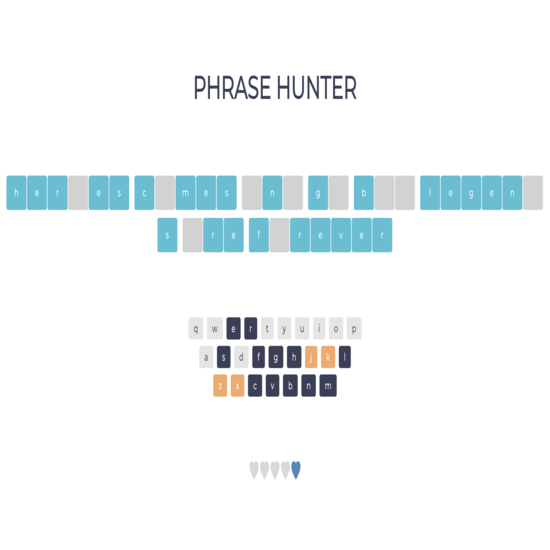 PHRASE HUNTER
h e r e s c m e s n g b l e g e n
s r e f r e v e r
q w e r t y u i o p
a s d f g h j k l
z x c v b n m